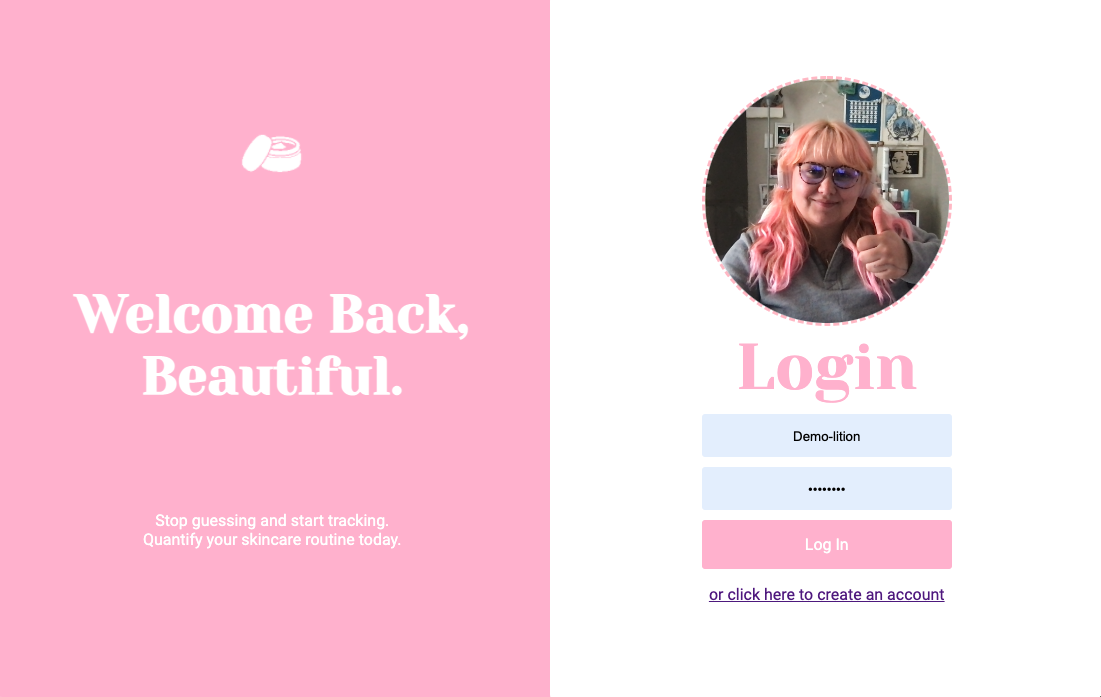 Welcome Back,
Beautiful.
Stop guessing and start tracking.
Quantify your skincare routine today.
Login
Demo-lition
••••••••
Log In
or click here to create an account